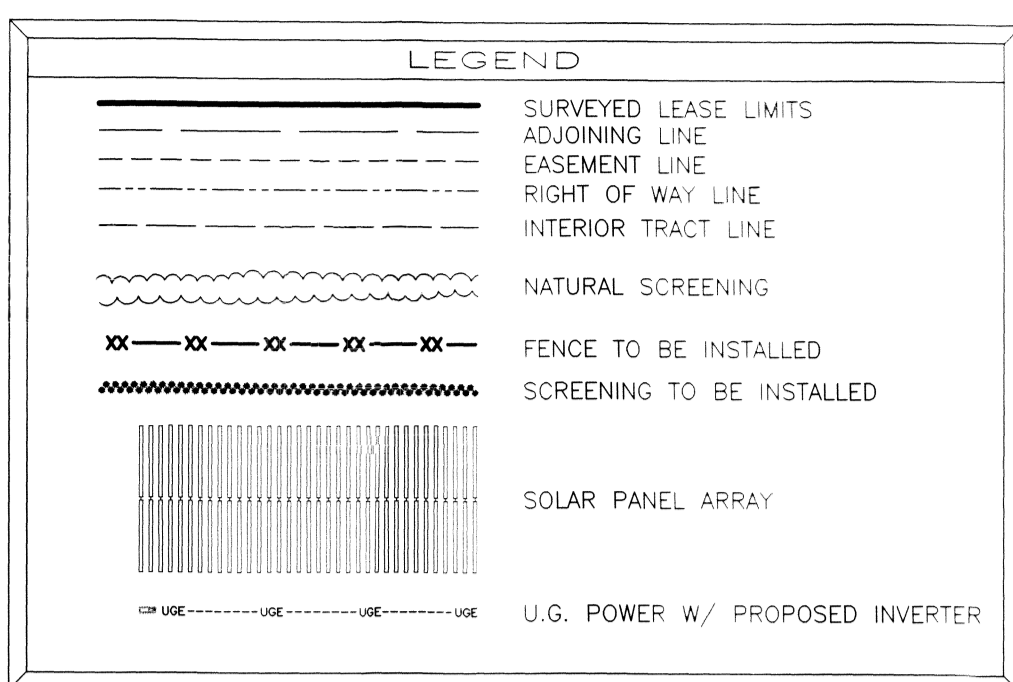 LEGEND
SURVEYED LEASE LIMITS
ADJOINING LINE
EASEMENT LINE
RIGHT OF WAY LINE
INTERIOR TRACT LINE
NATURAL SCREENING
XX XX XX XX XX FENCE TO BE INSTALLED
SCREENING TO BE INSTALLED
SOLAR PANEL ARRAY
UGE UGE UGE UGE U.G. POWER W/ PROPOSED INVERTER